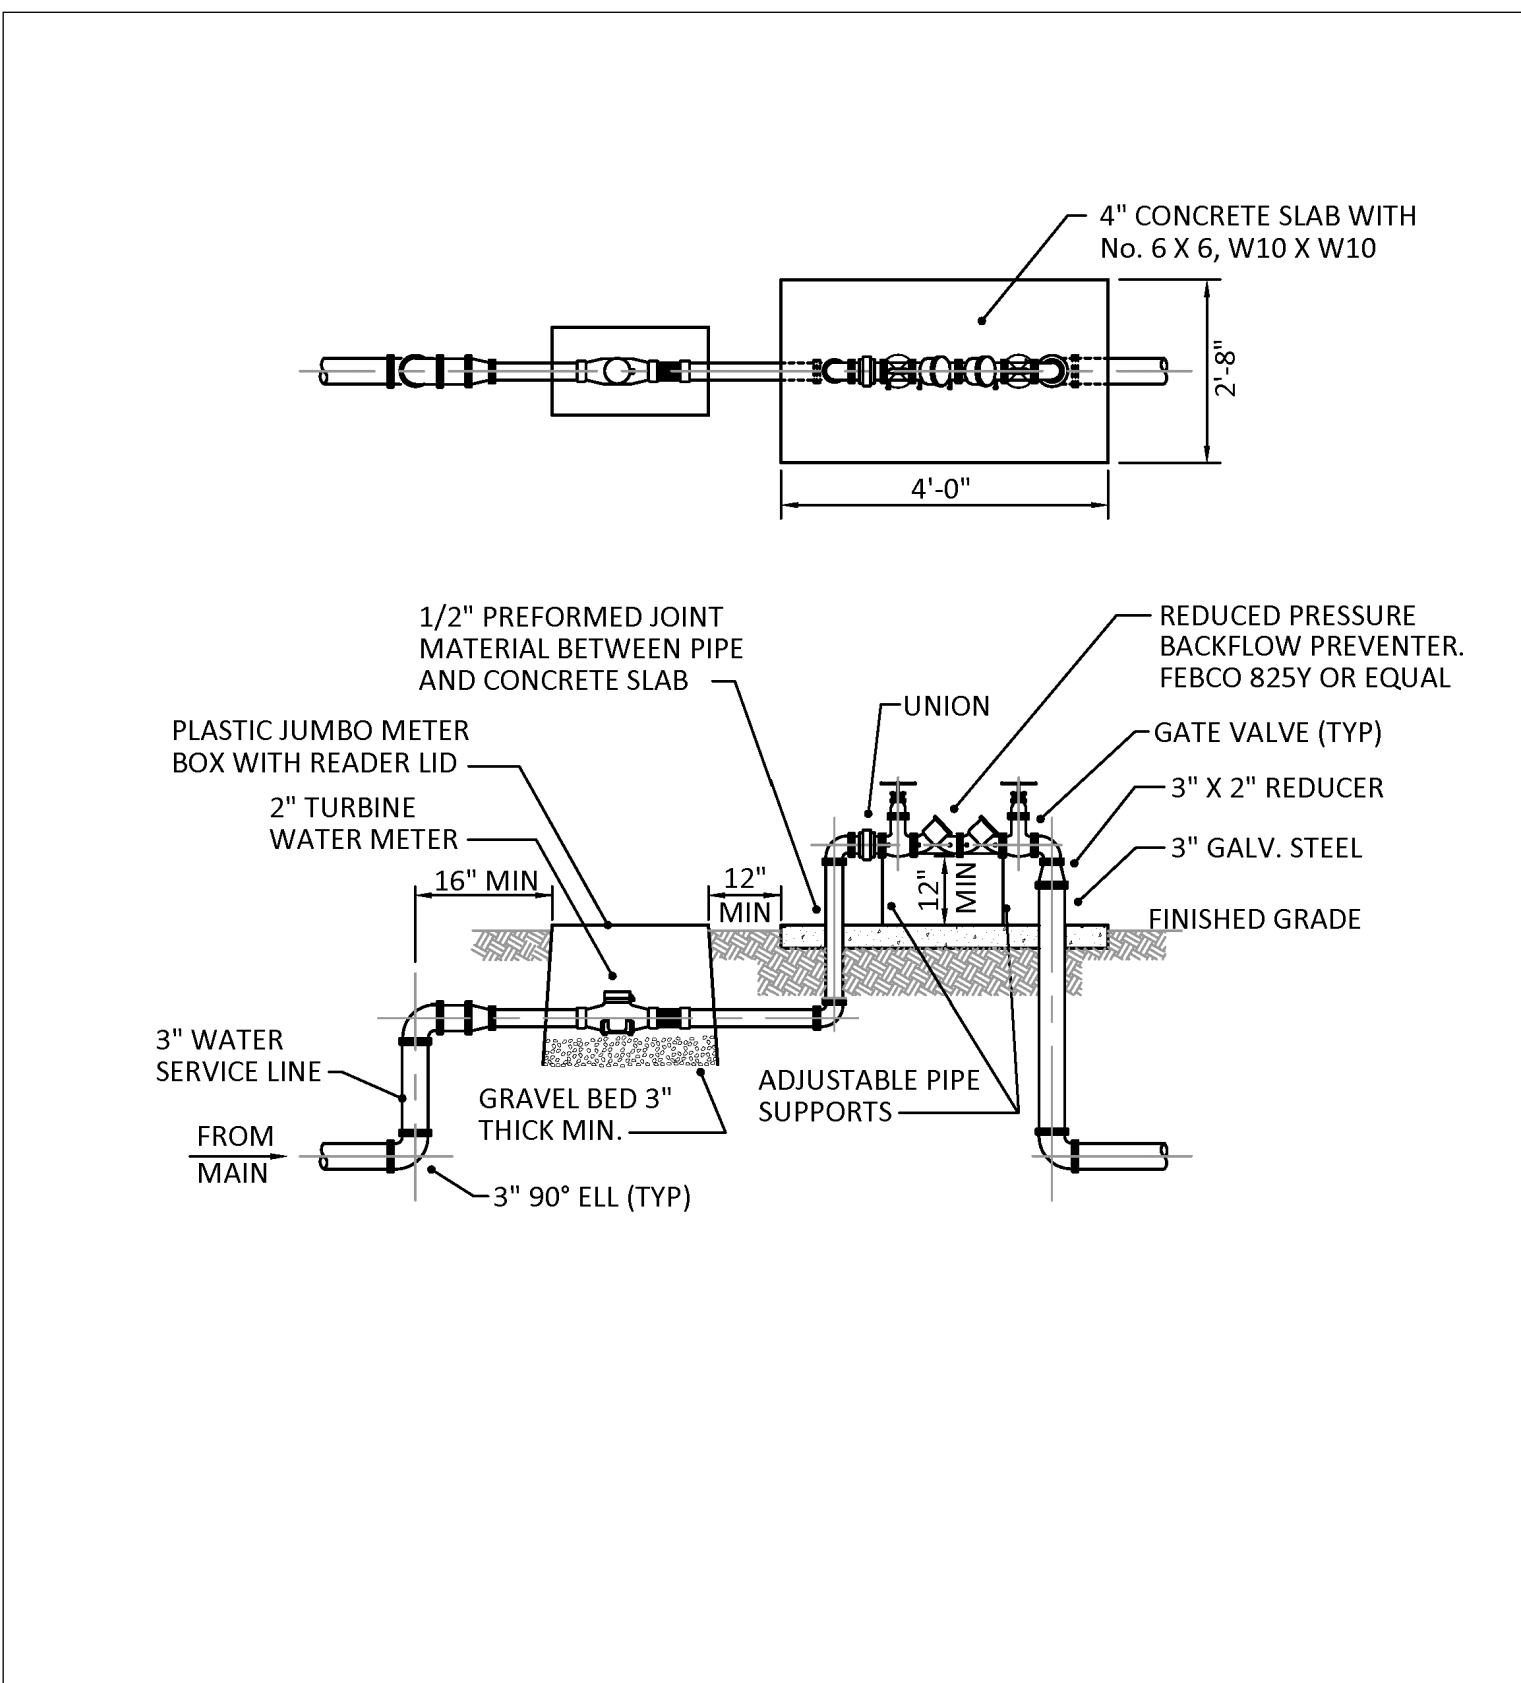 4" CONCRETE SLAB WITH
No. 6 X 6, W10 X W10
2'-8"
4'-0"
1/2" PREFORMED JOINT
MATERIAL BETWEEN PIPE
AND CONCRETE SLAB
REDUCED PRESSURE
BACKFLOW PREVENTER.
FEBCO 825Y OR EQUAL
UNION
PLASTIC JUMBO METER
BOX WITH READER LID
GATE VALVE (TYP)
2" TURBINE
WATER METER
3" X 2" REDUCER
3" GALV. STEEL
16" MIN
12"
MIN
12"
MIN
FINISHED GRADE
3" WATER
SERVICE LINE
GRAVEL BED 3"
THICK MIN.
ADJUSTABLE PIPE
SUPPORTS
FROM
MAIN
3" 90° ELL (TYP)